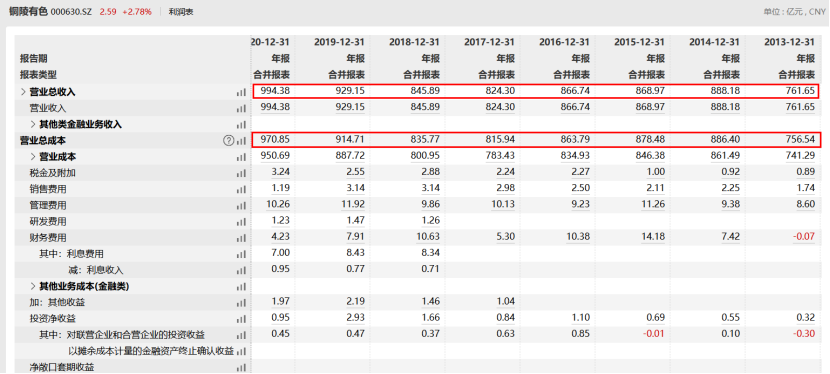 铜陵有色 000630.SZ 2.59 +2.78% 利润表 单位：亿元，CNY
20-12-31 2019-12-31 2018-12-31 2017-12-31 2016-12-31 2015-12-31 2014-12-31 2013-12-31
报告期 年报 年报 年报 年报 年报 年报 年报 年报
报表类型 合并报表 合并报表 合并报表 合并报表 合并报表 合并报表 合并报表 合并报表
营业总收入 994.38 929.15 845.89 824.30 866.74 868.97 888.18 761.65
营业收入 994.38 929.15 845.89 824.30 866.74 868.97 888.18 761.65
其他类金融业务收入
营业总成本 ? 970.85 914.71 835.77 815.94 863.79 878.48 886.40 756.54
营业成本 950.69 887.72 800.95 783.43 834.93 846.38 861.49 741.29
税金及附加 3.24 2.55 2.88 2.24 2.27 1.00 0.92 0.89
销售费用 1.19 3.14 3.14 2.98 2.50 2.11 2.25 1.74
管理费用 10.26 11.92 9.86 10.13 9.23 11.26 9.38 8.60
研发费用 1.23 1.47 1.26
财务费用 4.23 7.91 10.63 5.30 10.38 14.18 7.42 -0.07
其中：利息费用 7.00 8.43 8.34
减：利息收入 0.95 0.77 0.71
其他业务成本(金融类)
加：其他收益 1.97 2.19 1.46 1.04
投资净收益 0.95 2.93 1.66 0.84 1.10 0.69 0.55 0.32
其中：对联营企业和合营企业的投资收益 0.45 0.47 0.37 0.63 0.85 -0.01 0.10 -0.30
以摊余成本计量的金融资产终止确认收益
净敞口套期收益